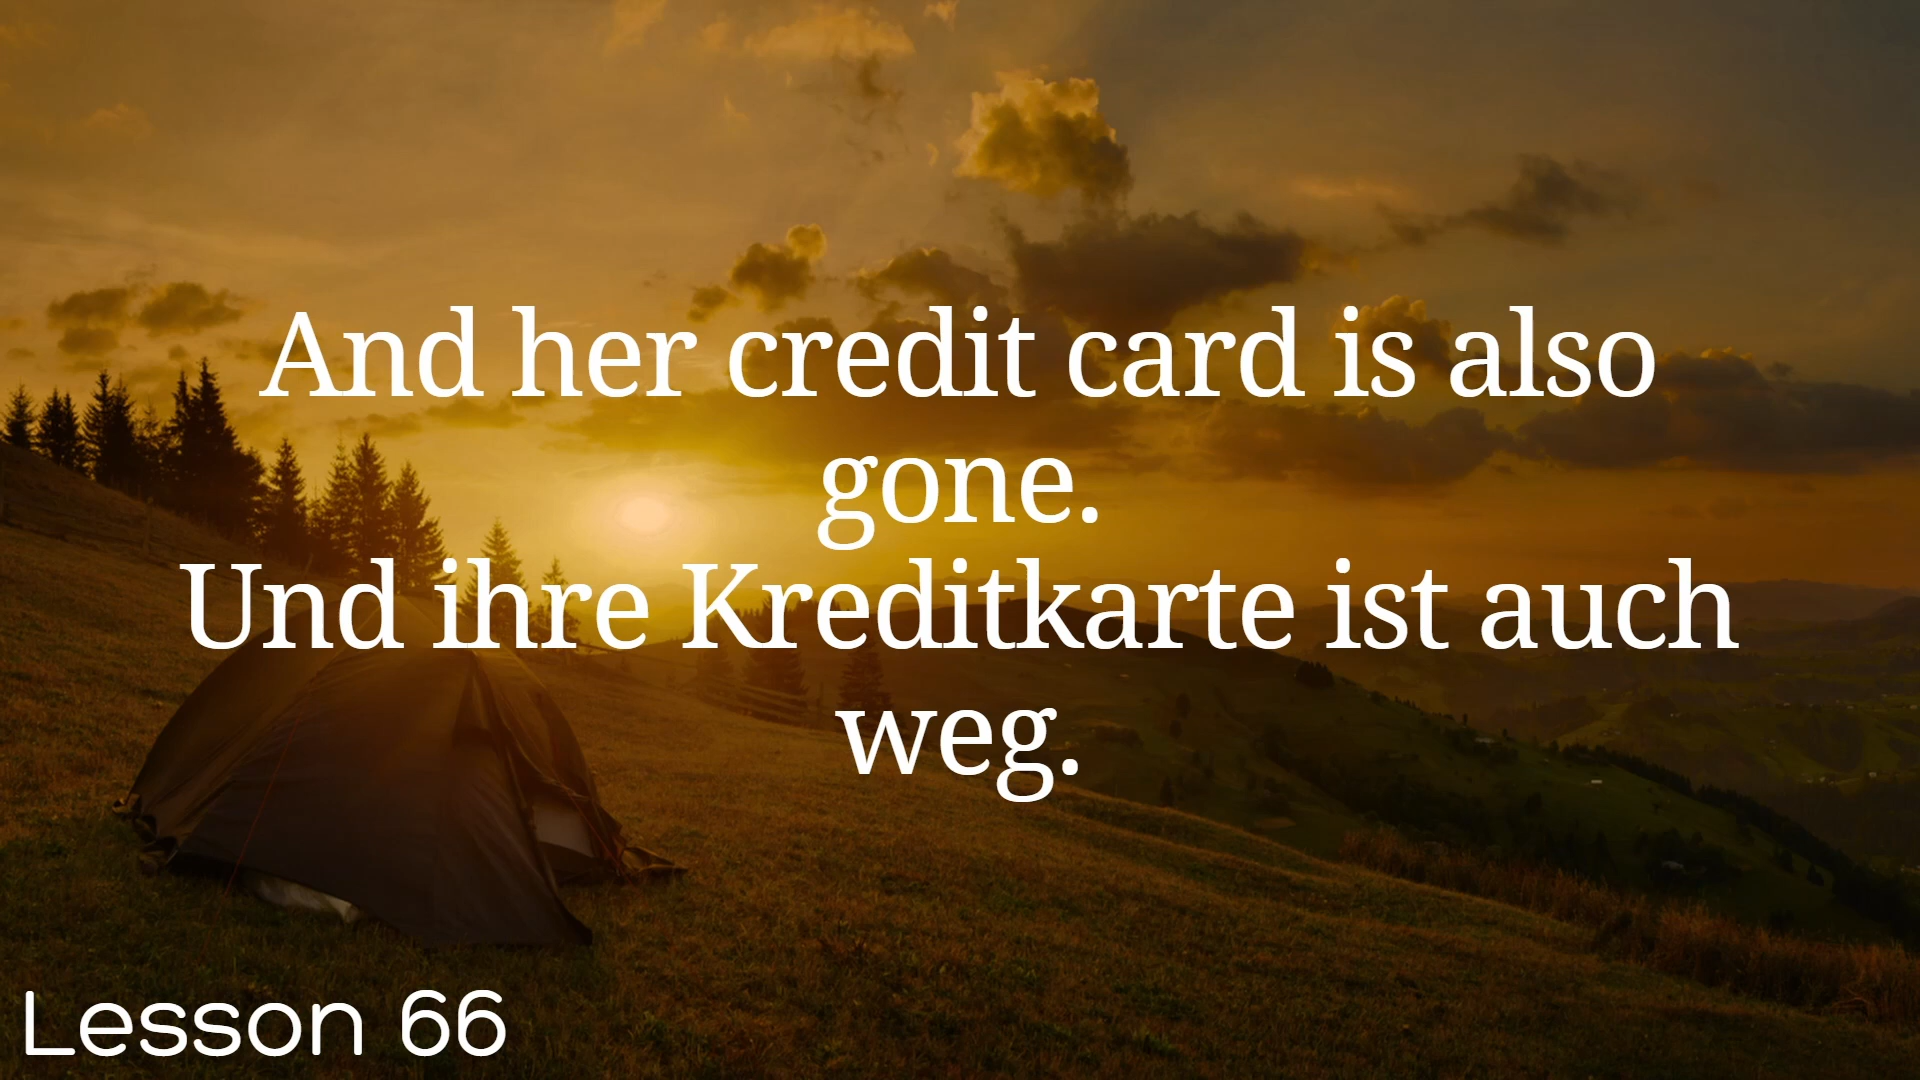 And her credit card is also
gone.
Und ihre Kreditkarte ist auch
weg.
Lesson 66